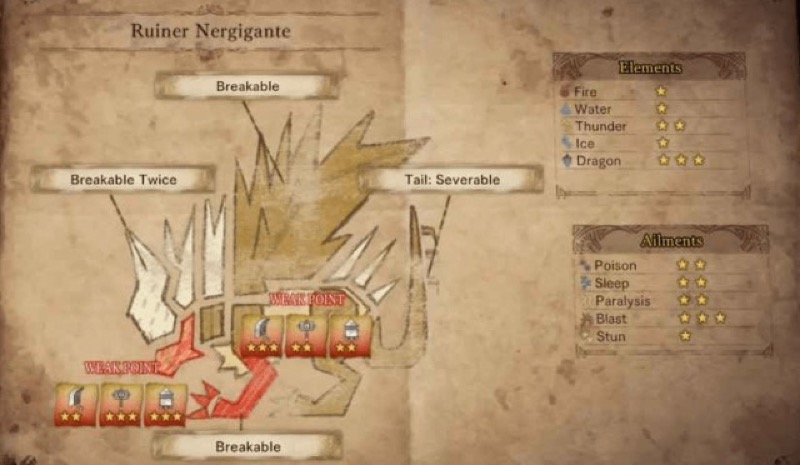 Ruiner Nergigante
Breakable
Breakable Twice
Tail: Severable
WEAK POINT
WEAK POINT
Breakable
Elements
Fire
Water
Thunder
Ice
Dragon
Ailments
Poison
Sleep
Paralysis
Blast
Stun